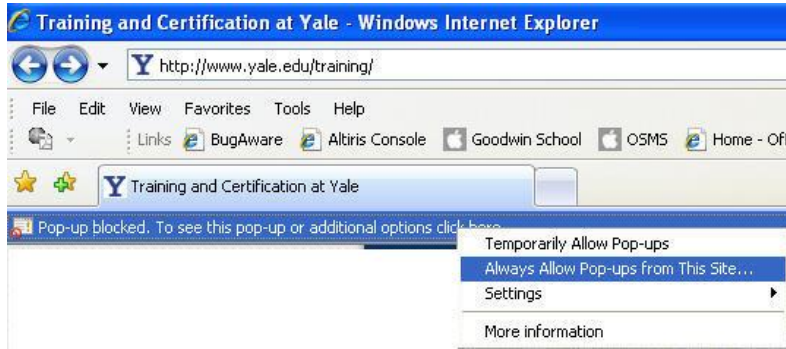 Training and Certification at Yale - Windows Internet Explorer
Y http://www.yale.edu/training/
File Edit View Favorites Tools Help
Links BugAware Altiris Console Goodwin School OSMS Home - Off
Y Training and Certification at Yale
Pop-up blocked. To see this pop-up or additional options click here...
Temporarily Allow Pop-ups
Always Allow Pop-ups from This Site...
Settings
More information